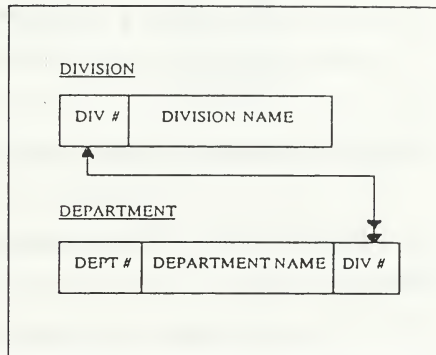 DIVISION
DIV # DIVISION NAME
DEPARTMENT
DEPT # DEPARTMENT NAME DIV #